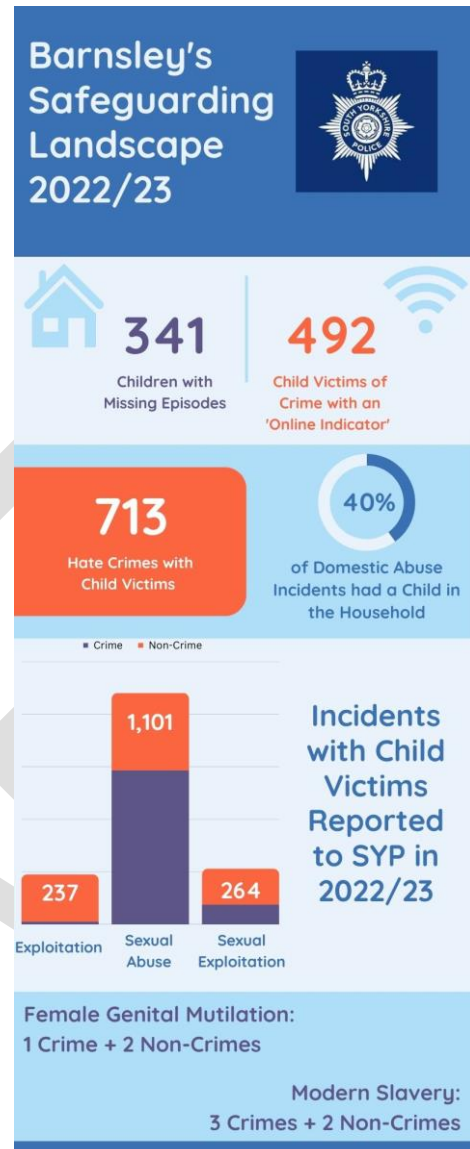 Barnsley's
Safeguarding
Landscape
2022/23
SOUTH YORKSHIRE
POLICE
341
Children with
Missing Episodes
492
Child Victims of
Crime with an
'Online Indicator'
713
Hate Crimes with
Child Victims
40%
of Domestic Abuse
Incidents had a Child in
the Household
Crime Non-Crime
1,101
237
264
Exploitation
Sexual
Abuse
Sexual
Exploitation
Incidents
with Child
Victims
Reported
to SYP in
2022/23
Female Genital Mutilation:
1 Crime + 2 Non-Crimes
Modern Slavery:
3 Crimes + 2 Non-Crimes